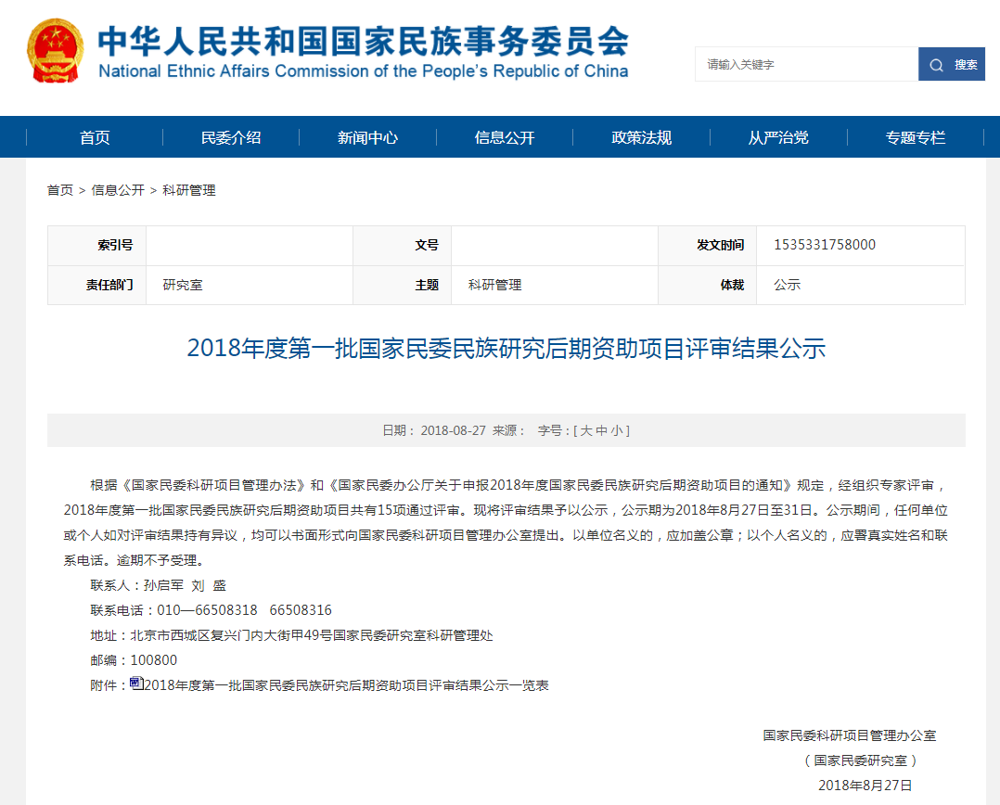 中华人民共和国国家民族事务委员会
National Ethnic Affairs Commission of the People's Republic of China
请输入关键字
搜索
首页 民委介绍 新闻中心 信息公开 政策法规 从严治党 专题专栏
首页 > 信息公开 > 科研管理
索引号 文号 发文时间 1535331758000
责任部门 研究室 主题 科研管理 体裁 公示
2018年度第一批国家民委民族研究后期资助项目评审结果公示
日期： 2018-08-27 来源： 字号：[ 大 中 小 ]
根据《国家民委科研项目管理办法》和《国家民委办公厅关于申报2018年度国家民委民族研究后期资助项目的通知》规定，经组织专家评审，
2018年度第一批国家民委民族研究后期资助项目共有15项通过评审。现将评审结果予以公示，公示期为2018年8月27日至31日。公示期间，任何单位
或个人如对评审结果持有异议，均可以书面形式向国家民委科研项目管理办公室提出。以单位名义的，应加盖公章；以个人名义的，应署真实姓名和联
系电话。逾期不予受理。
联系人：孙启军 刘 盛
联系电话：010—66508318 66508316
地址：北京市西城区复兴门内大街甲49号国家民委研究室科研管理处
邮编：100800
附件：2018年度第一批国家民委民族研究后期资助项目评审结果公示一览表
国家民委科研项目管理办公室
（国家民委研究室）
2018年8月27日